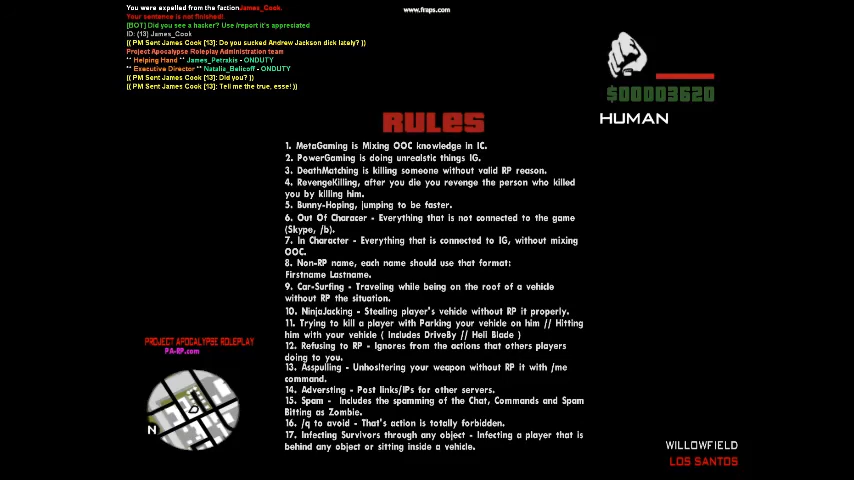 www.fraps.com
You were expelled from the faction James_Cook.
Your sentence is not finished!
[BOT] Did you see a hacker? Use /report it's appreciated
ID: (13) James_Cook
(( PM Sent James Cook [13]: Do you sucked Andrew Jackson dick lately? ))
Project Apocalypse Roleplay Administration team
** Helping Hand ** James_Petrakis - ONDUTY
** Executive Director ** Natalia_Belicoff - ONDUTY
(( PM Sent James Cook [13]: Did you? ))
(( PM Sent James Cook [13]: Tell me the true, esse! ))
$00003620
HUMAN
RULES
1. MetaGaming is Mixing OOC knowledge in IC.
2. PowerGaming is doing unrealstic things IG.
3. DeathMatching is killing someone without valid RP reason.
4. RevengeKilling, after you die you revenge the person who killed
you by killing him.
5. Bunny-Hoping, jumping to be faster.
6. Out Of Characer - Everything that is not connected to the game
(Skype, /b).
7. In Character - Everything that is connected to IG, without mixing
OOC.
8. Non-RP name, each name should use that format:
Firstname Lastname.
9. Car-Surfing - Traveling while being on the roof of a vehicle
without RP the situation.
10. NinjaJacking - Stealing player's vehicle without RP it properly.
11. Trying to kill a player with Parking your vehicle on him // Hitting
him with your vehicle ( Includes DriveBy // Heli Blade )
12. Refusing to RP - Ignores from the actions that others players
doing to you.
13. Asspulling - Unholstering your weapon without RP it with /me
command.
14. Adversting - Post links/IPs for other servers.
15. Spam - Includes the spamming of the Chat, Commands and Spam
Bitting as Zombie.
16. /q to avoid - That's action is totally forbidden.
17. Infecting Survivors through any object - Infecting a player that is
behind any object or sitting inside a vehicle.
PROJECT APOCALYPSE ROLEPLAY
PA-RP.com
N
WILLOWFIELD
LOS SANTOS